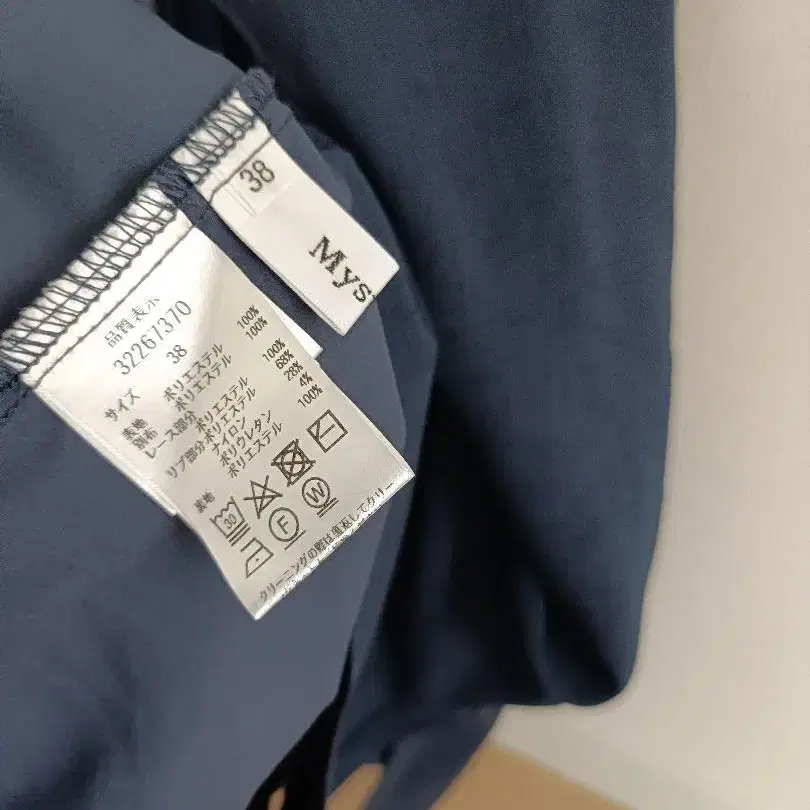 38
Mys
品質表示
32267370
サイズ 38
表地 ポリエステル 100%
別布 ポリエステル 100%
レース部分
ポリエステル 100%
リブ部分ポリエステル 68%
ナイロン 28%
ポリウレタン 4%
裏地 ポリエステル 100%
30
F W
クリーニングの際は裏返してクリー